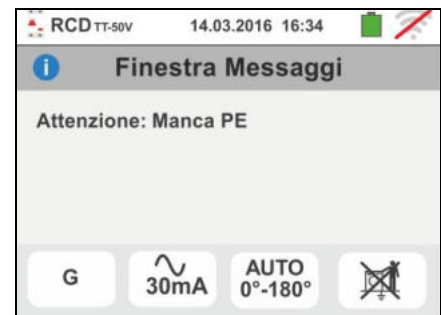 RCD TT-50V 14.03.2016 16:34
Finestra Messaggi
Attenzione: Manca PE
G 30mA AUTO 0°-180°